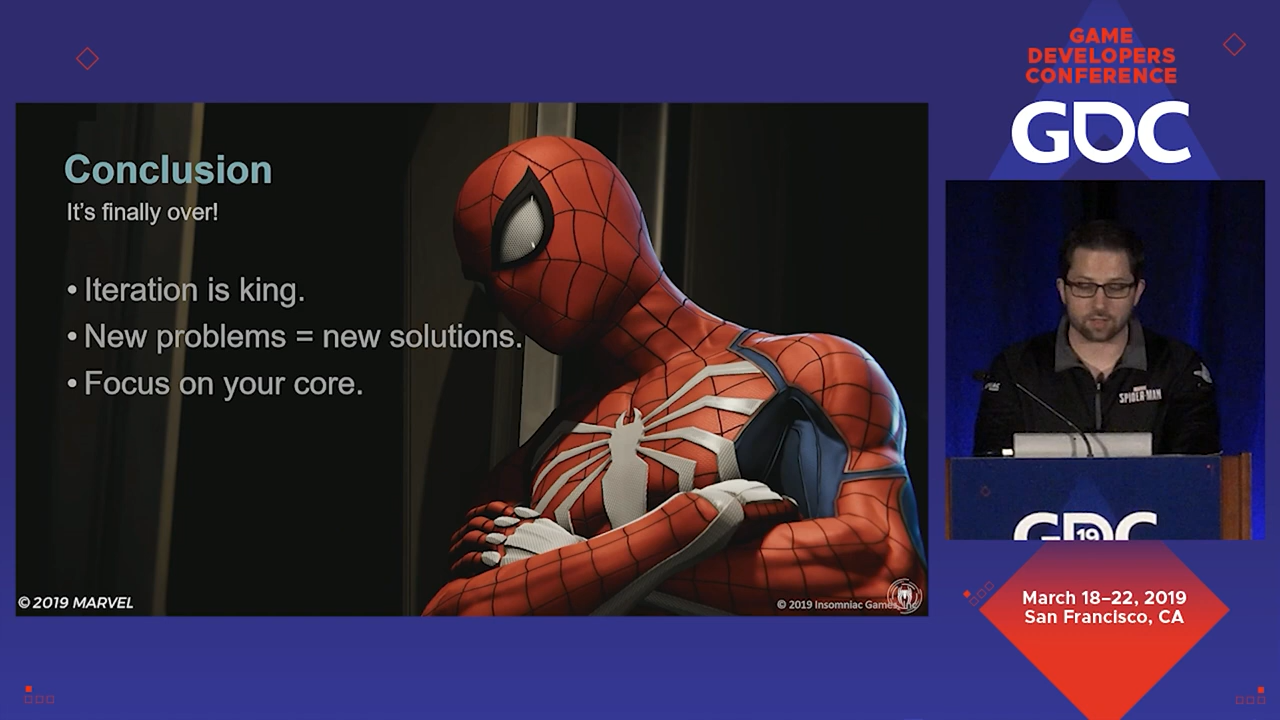 GAME
DEVELOPERS
CONFERENCE
GDC
Conclusion
It's finally over!
• Iteration is king.
• New problems = new solutions.
• Focus on your core.
© 2019 MARVEL
© 2019 Insomniac Games, Inc
SPIDER-MAN
GDC
19
March 18–22, 2019
San Francisco, CA